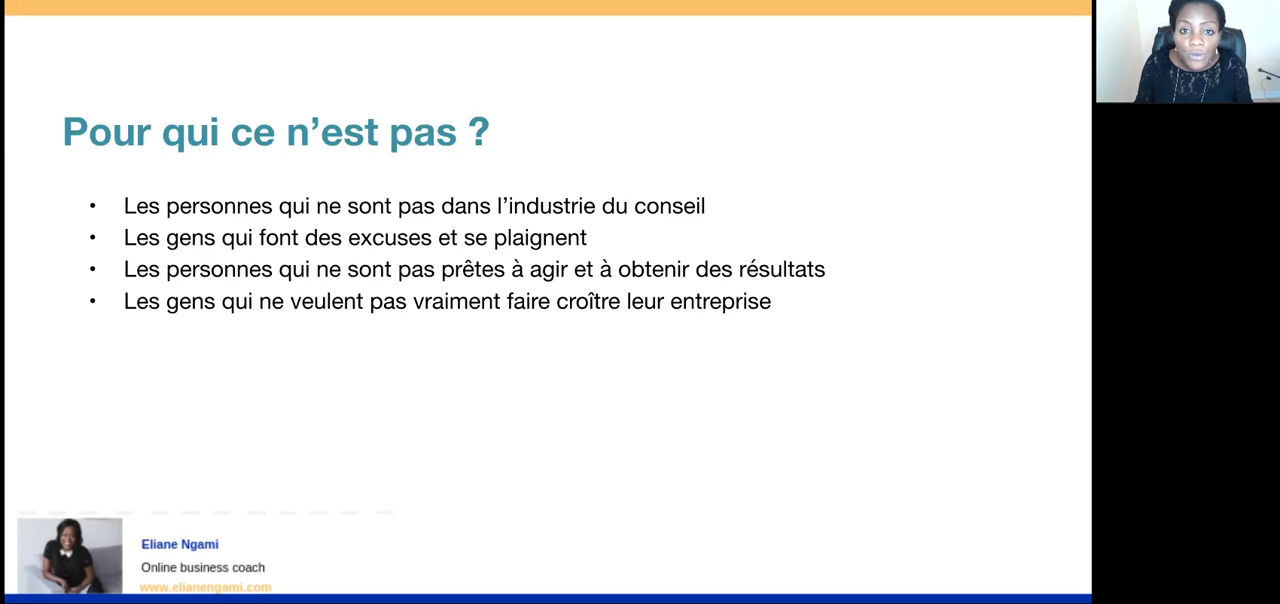 Pour qui ce n’est pas ?
• Les personnes qui ne sont pas dans l’industrie du conseil
• Les gens qui font des excuses et se plaignent
• Les personnes qui ne sont pas prêtes à agir et à obtenir des résultats
• Les gens qui ne veulent pas vraiment faire croître leur entreprise
Eliane Ngami
Online business coach
www.elianengami.com